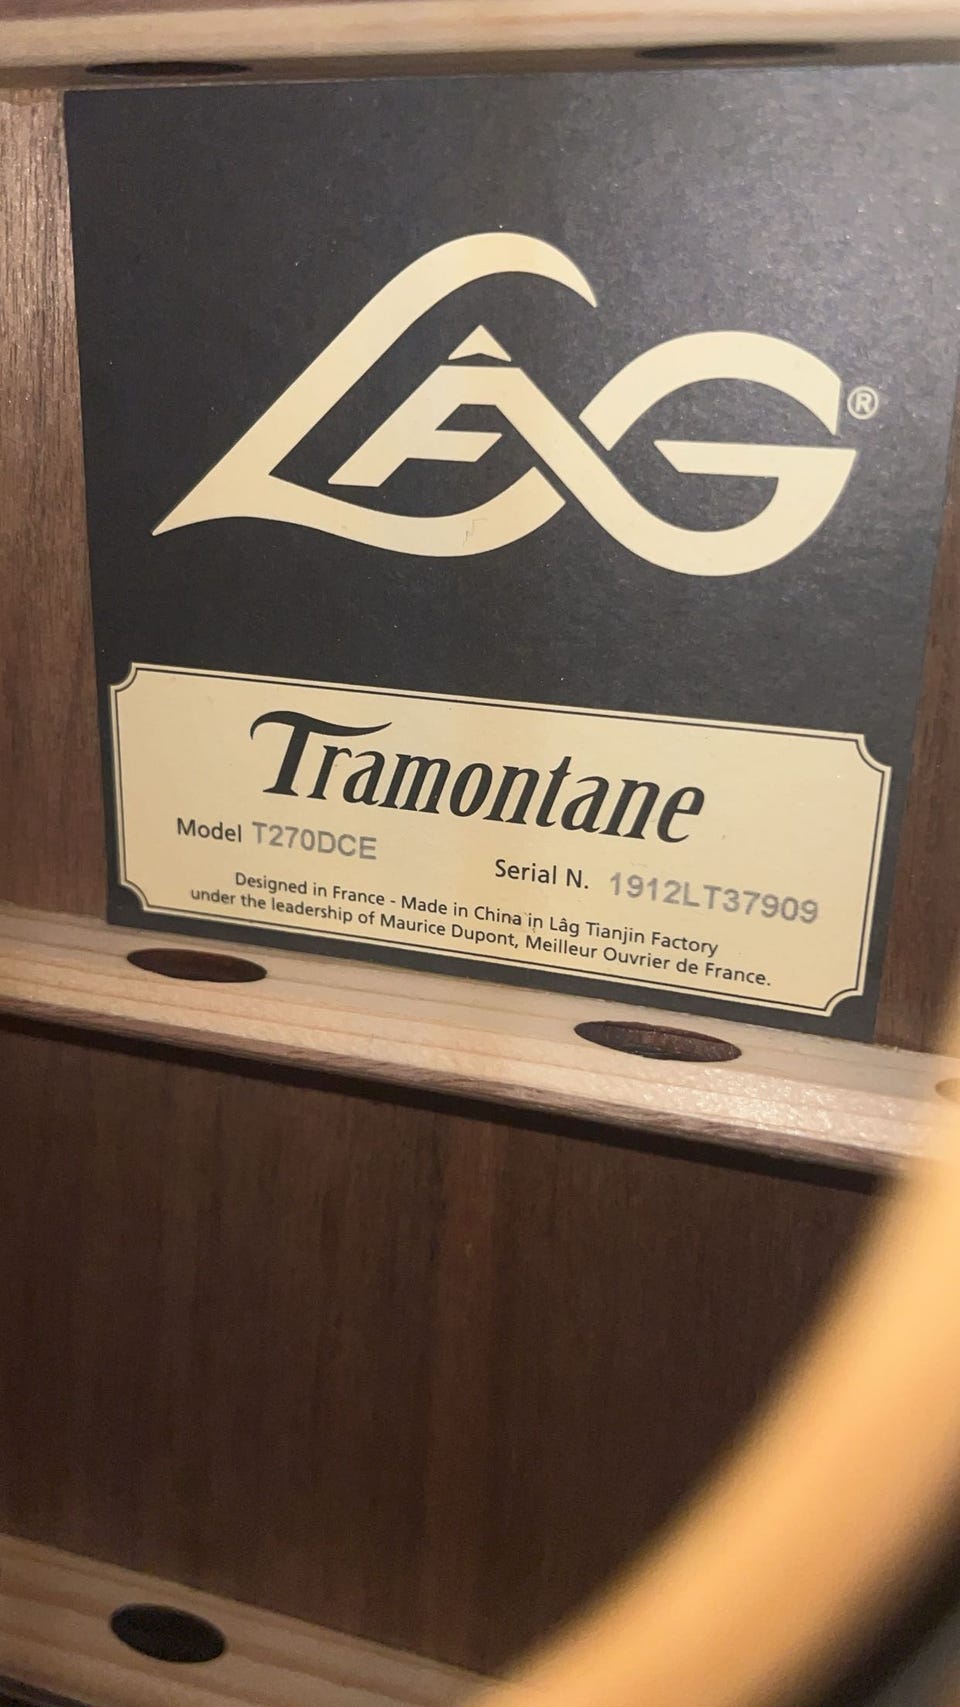 LÂG®
Tramontane
Model T270DCE
Serial N. 1912LT37909
Designed in France - Made in China in Lâg Tianjin Factory
under the leadership of Maurice Dupont, Meilleur Ouvrier de France.